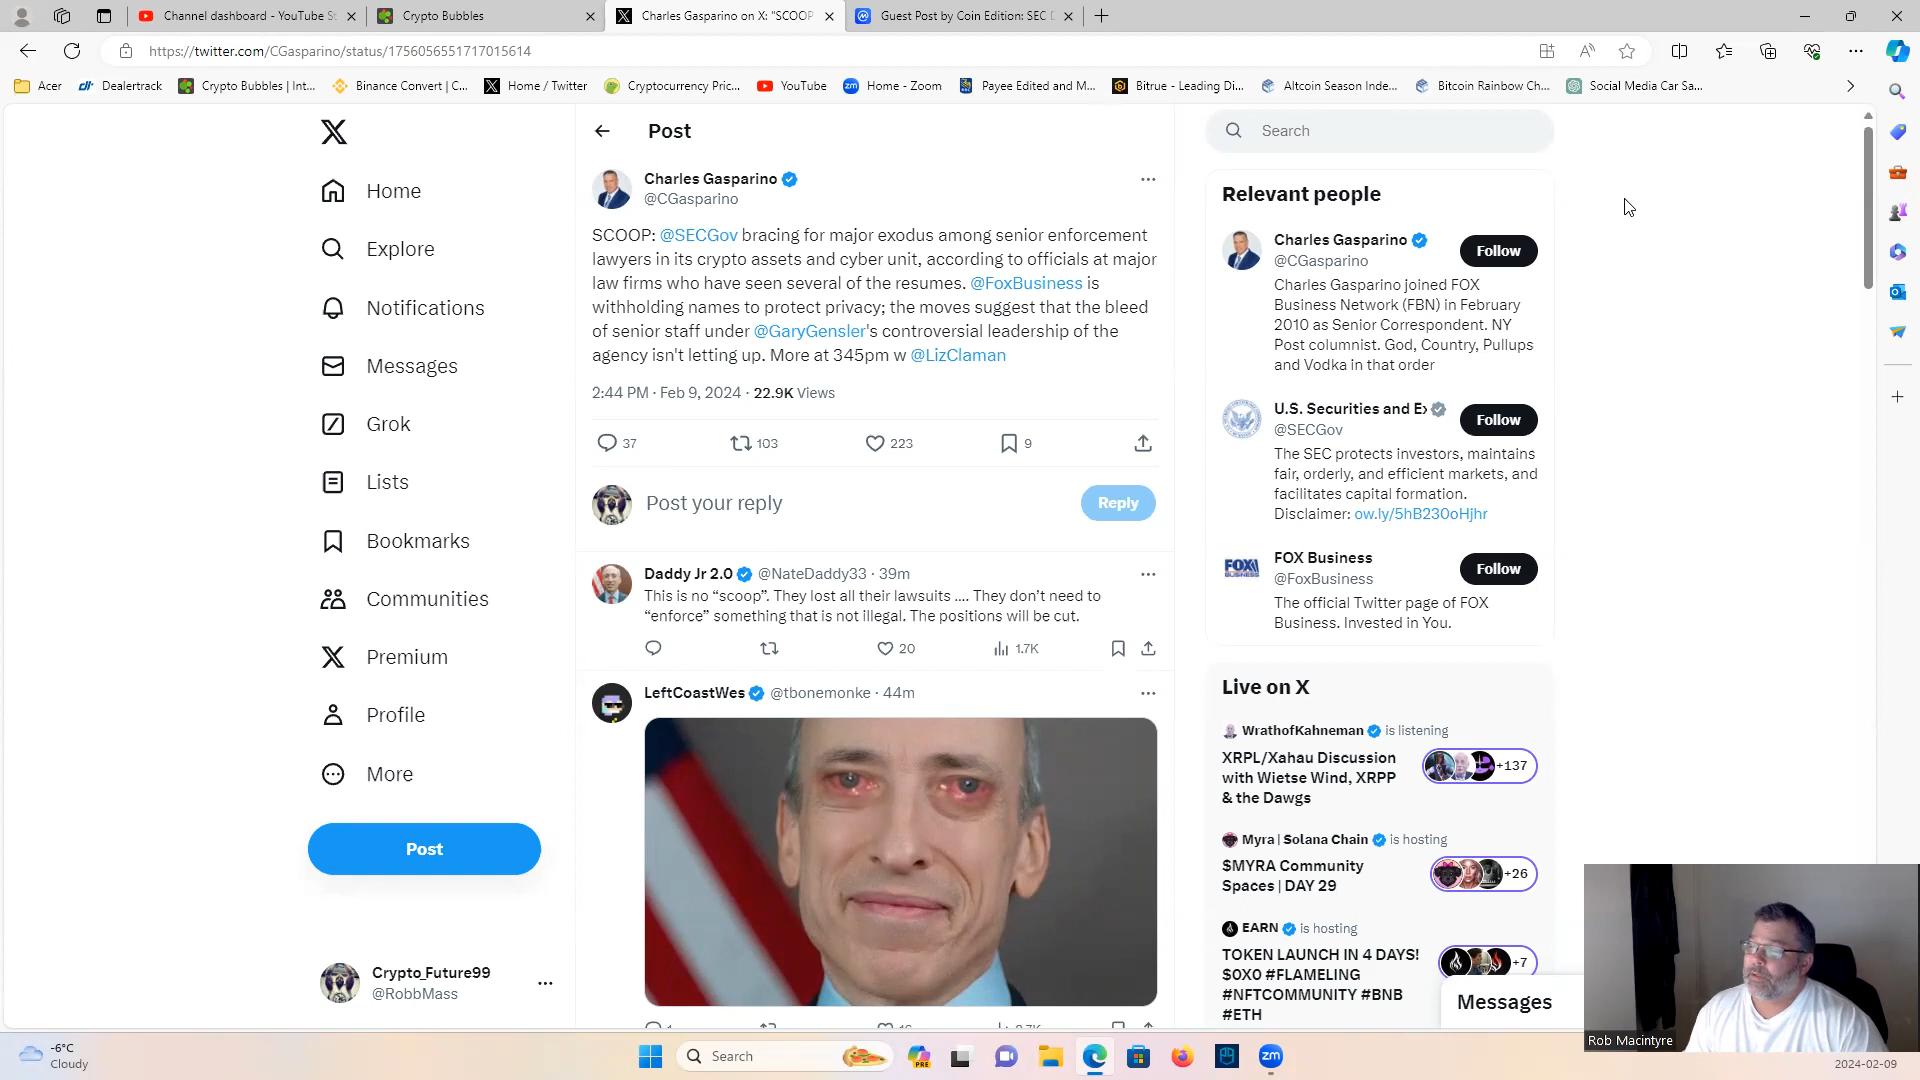 Channel dashboard - YouTube St
Crypto Bubbles
Charles Gasparino on X: "SCOOP
Guest Post by Coin Edition: SEC D
https://twitter.com/CGasparino/status/1756056551717015614
Acer
Dealertrack
Crypto Bubbles | Int...
Binance Convert | C...
Home / Twitter
Cryptocurrency Pric...
YouTube
Home - Zoom
Payee Edited and M...
Bitrue - Leading Di...
Altcoin Season Inde...
Bitcoin Rainbow Ch...
Social Media Car Sa...
Home
Explore
Notifications
Messages
Grok
Lists
Bookmarks
Communities
Premium
Profile
More
Post
Crypto_Future99
@RobbMass
Post
Charles Gasparino
@CGasparino
SCOOP: @SECGov bracing for major exodus among senior enforcement
lawyers in its crypto assets and cyber unit, according to officials at major
law firms who have seen several of the resumes. @FoxBusiness is
withholding names to protect privacy; the moves suggest that the bleed
of senior staff under @GaryGensler's controversial leadership of the
agency isn't letting up. More at 345pm w @LizClaman
2:44 PM · Feb 9, 2024 · 22.9K Views
37 103 223 9
Post your reply
Reply
Daddy Jr 2.0 @NateDaddy33 · 39m
This is no “scoop”. They lost all their lawsuits .... They don’t need to
“enforce” something that is not illegal. The positions will be cut.
20 1.7K
LeftCoastWes @tbonemonke · 44m
Search
Relevant people
Charles Gasparino
@CGasparino
Follow
Charles Gasparino joined FOX
Business Network (FBN) in February
2010 as Senior Correspondent. NY
Post columnist. God, Country, Pullups
and Vodka in that order
U.S. Securities and Ex
@SECGov
Follow
The SEC protects investors, maintains
fair, orderly, and efficient markets, and
facilitates capital formation.
Disclaimer: ow.ly/5hB230oHjhr
FOX Business
@FoxBusiness
Follow
The official Twitter page of FOX
Business. Invested in You.
Live on X
WrathofKahneman is listening
XRPL/Xahau Discussion
with Wietse Wind, XRPP
& the Dawgs
+137
Myra | $olana Chain is hosting
$MYRA Community
Spaces | DAY 29
+26
EARN is hosting
TOKEN LAUNCH IN 4 DAYS!
$0X0 #FLAMELING
#NFTCOMMUNITY #BNB
#ETH
+7
Messages
Rob Macintyre
-6°C
Cloudy
Search
PRE
zm
2024-02-09